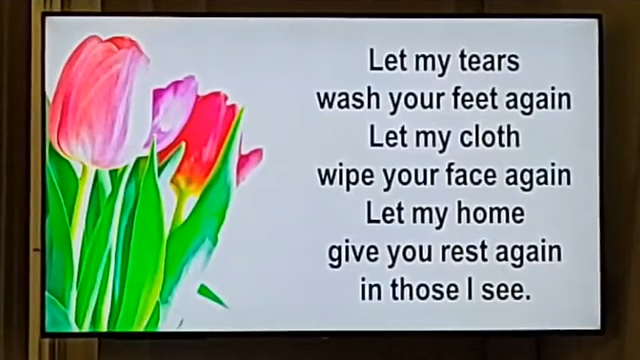 Let my tears
wash your feet again
Let my cloth
wipe your face again
Let my home
give you rest again
in those I see.